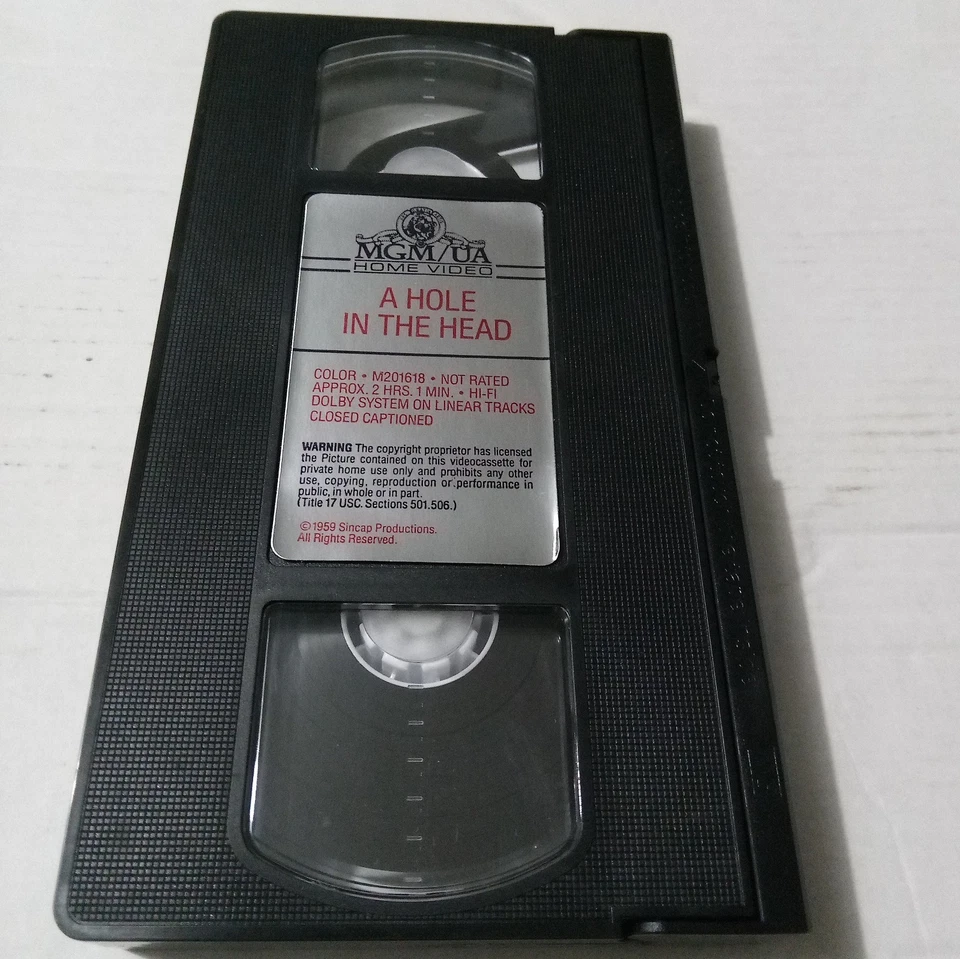 MGM/UA
HOME VIDEO
A HOLE
IN THE HEAD
COLOR • M201618 • NOT RATED
APPROX. 2 HRS. 1 MIN. • HI-FI
DOLBY SYSTEM ON LINEAR TRACKS
CLOSED CAPTIONED
WARNING The copyright proprietor has licensed
the Picture contained on this videocassette for
private home use only and prohibits any other
use, copying, reproduction or performance in
public, in whole or in part.
(Title 17 USC. Sections 501.506.)
©1959 Sincap Productions.
All Rights Reserved.